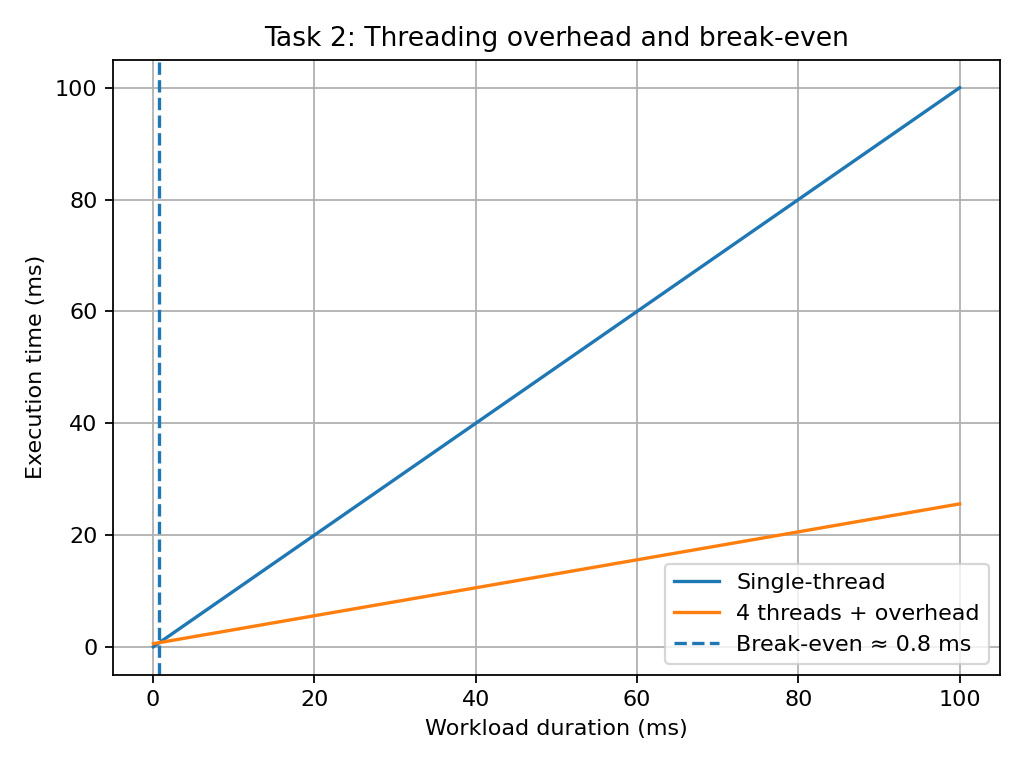 Task 2: Threading overhead and break-even
Execution time (ms)
100
80
60
40
20
0
Single-thread
4 threads + overhead
Break-even ≈ 0.8 ms
0 20 40 60 80 100
Workload duration (ms)